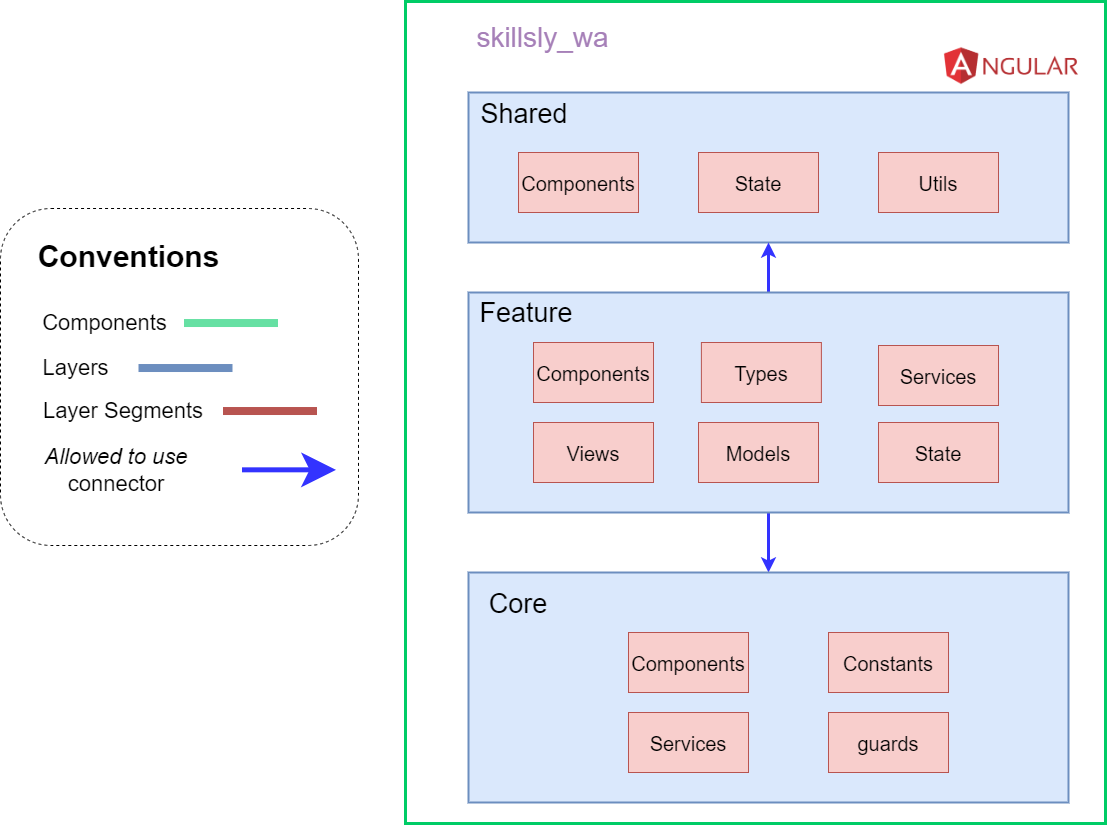 skillsly_wa
ANGULAR
Shared
Components State Utils
Conventions
Components
Layers
Layer Segments
Allowed to use
connector
Feature
Components Types Services
Views Models State
Core
Components Constants
Services guards